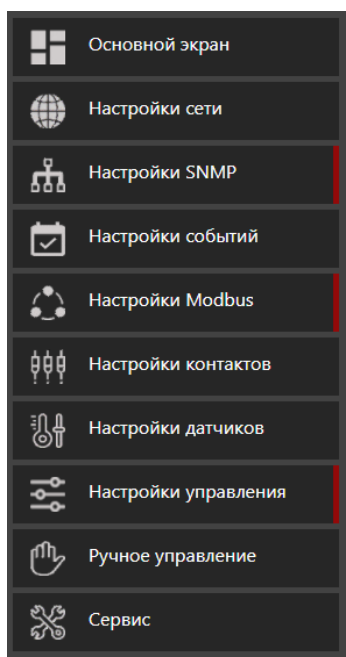 Основной экран
Настройки сети
Настройки SNMP
Настройки событий
Настройки Modbus
Настройки контактов
Настройки датчиков
Настройки управления
Ручное управление
Сервис